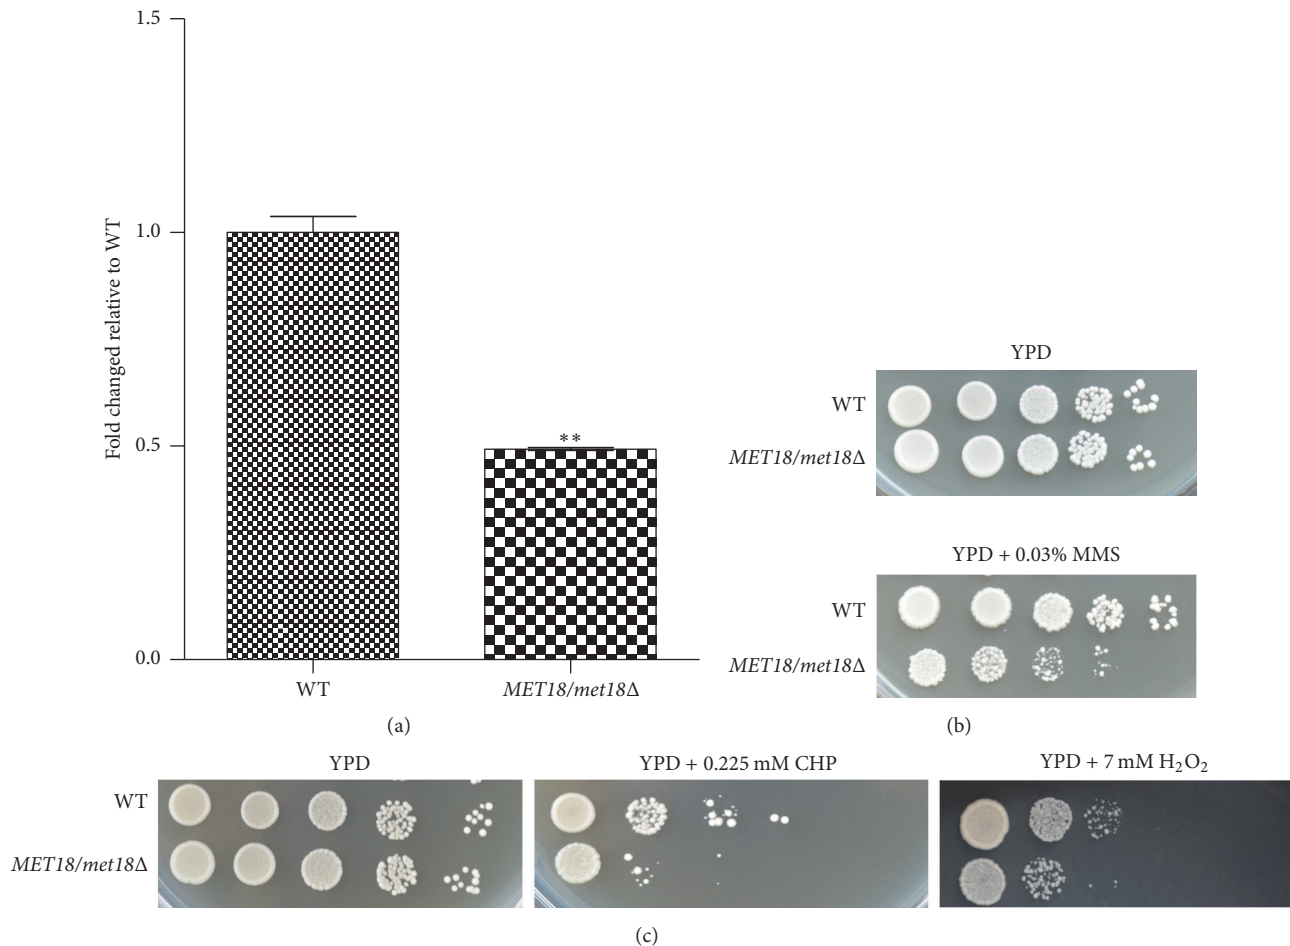 1.5
1.0
0.5
0.0
Fold changed relative to WT
**
WT
MET18/met18Δ
(a)
YPD
WT
MET18/met18Δ
YPD + 0.03% MMS
WT
MET18/met18Δ
(b)
YPD
YPD + 0.225 mM CHP
YPD + 7 mM H₂O₂
WT
MET18/met18Δ
(c)